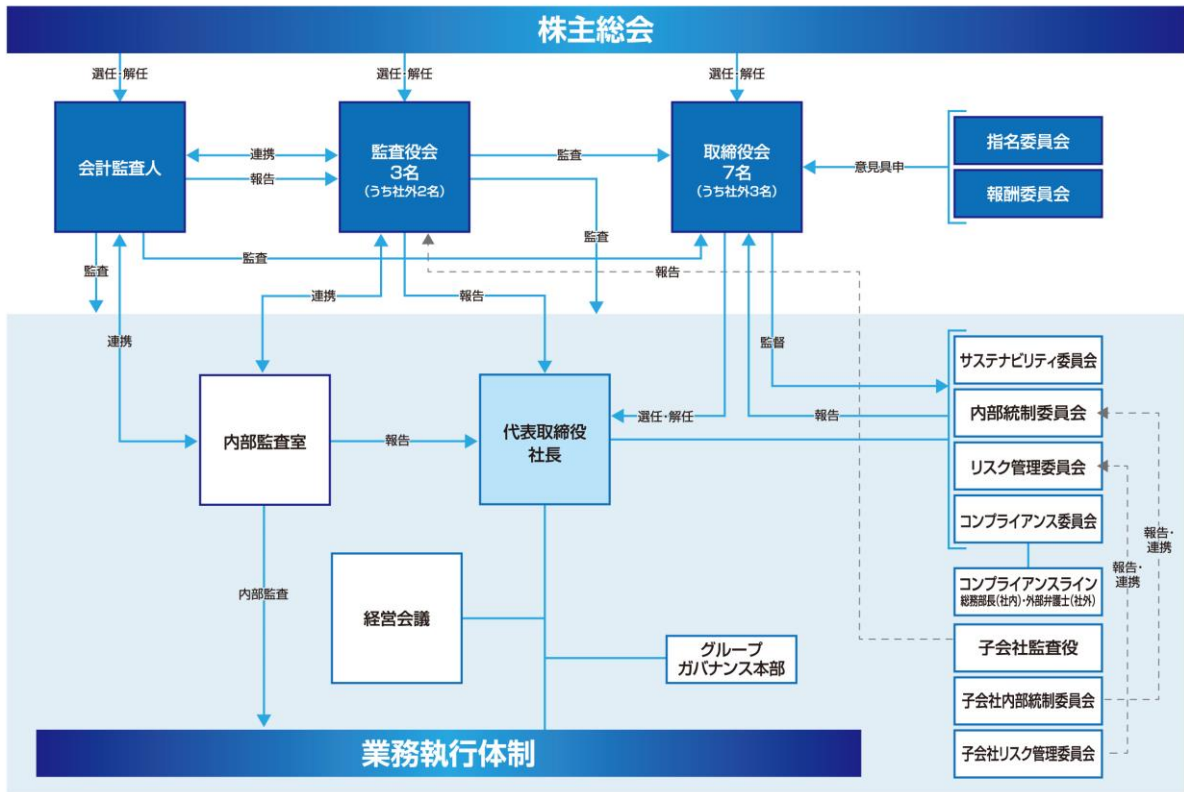 株主総会
選任・解任
選任・解任
選任・解任
会計監査人
連携
報告
監査役会
3名
(うち社外2名)
監査
取締役会
7名
(うち社外3名)
意見具申
指名委員会
報酬委員会
監査
監査
監査
報告
連携
報告
連携
監督
サステナビリティ委員会
内部統制委員会
リスク管理委員会
コンプライアンス委員会
選任・解任
報告
内部監査室
報告
代表取締役
社長
報告・
連携
報告・
連携
コンプライアンスライン
総務部長(社内)・外部弁護士(社外)
内部監査
経営会議
グループ
ガバナンス本部
子会社監査役
子会社内部統制委員会
子会社リスク管理委員会
業務執行体制